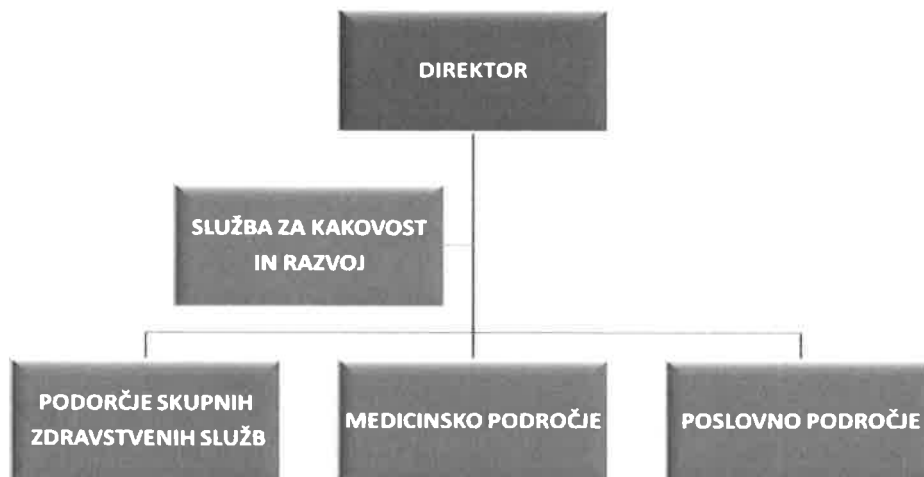 DIREKTOR
SLUŽBA ZA KAKOVOST
IN RAZVOJ
PODORČJE SKUPNIH
ZDRAVSTVENIH SLUŽB
MEDICINSKO PODROČJE
POSLOVNO PODROČJE